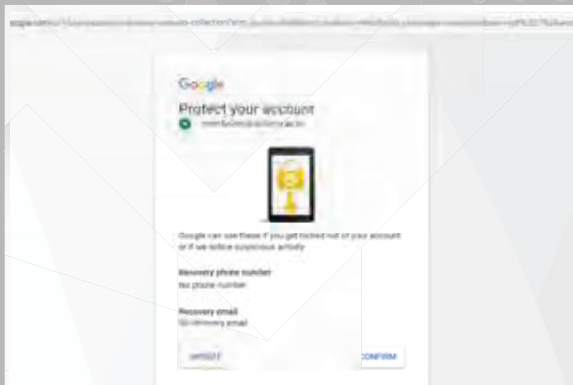 Google
Protect your account
Google can use these if you get locked out of your account
or if we notice suspicious activity
Recovery phone number
No phone number
Recovery email
No recovery email
UPDATE
CONFIRM